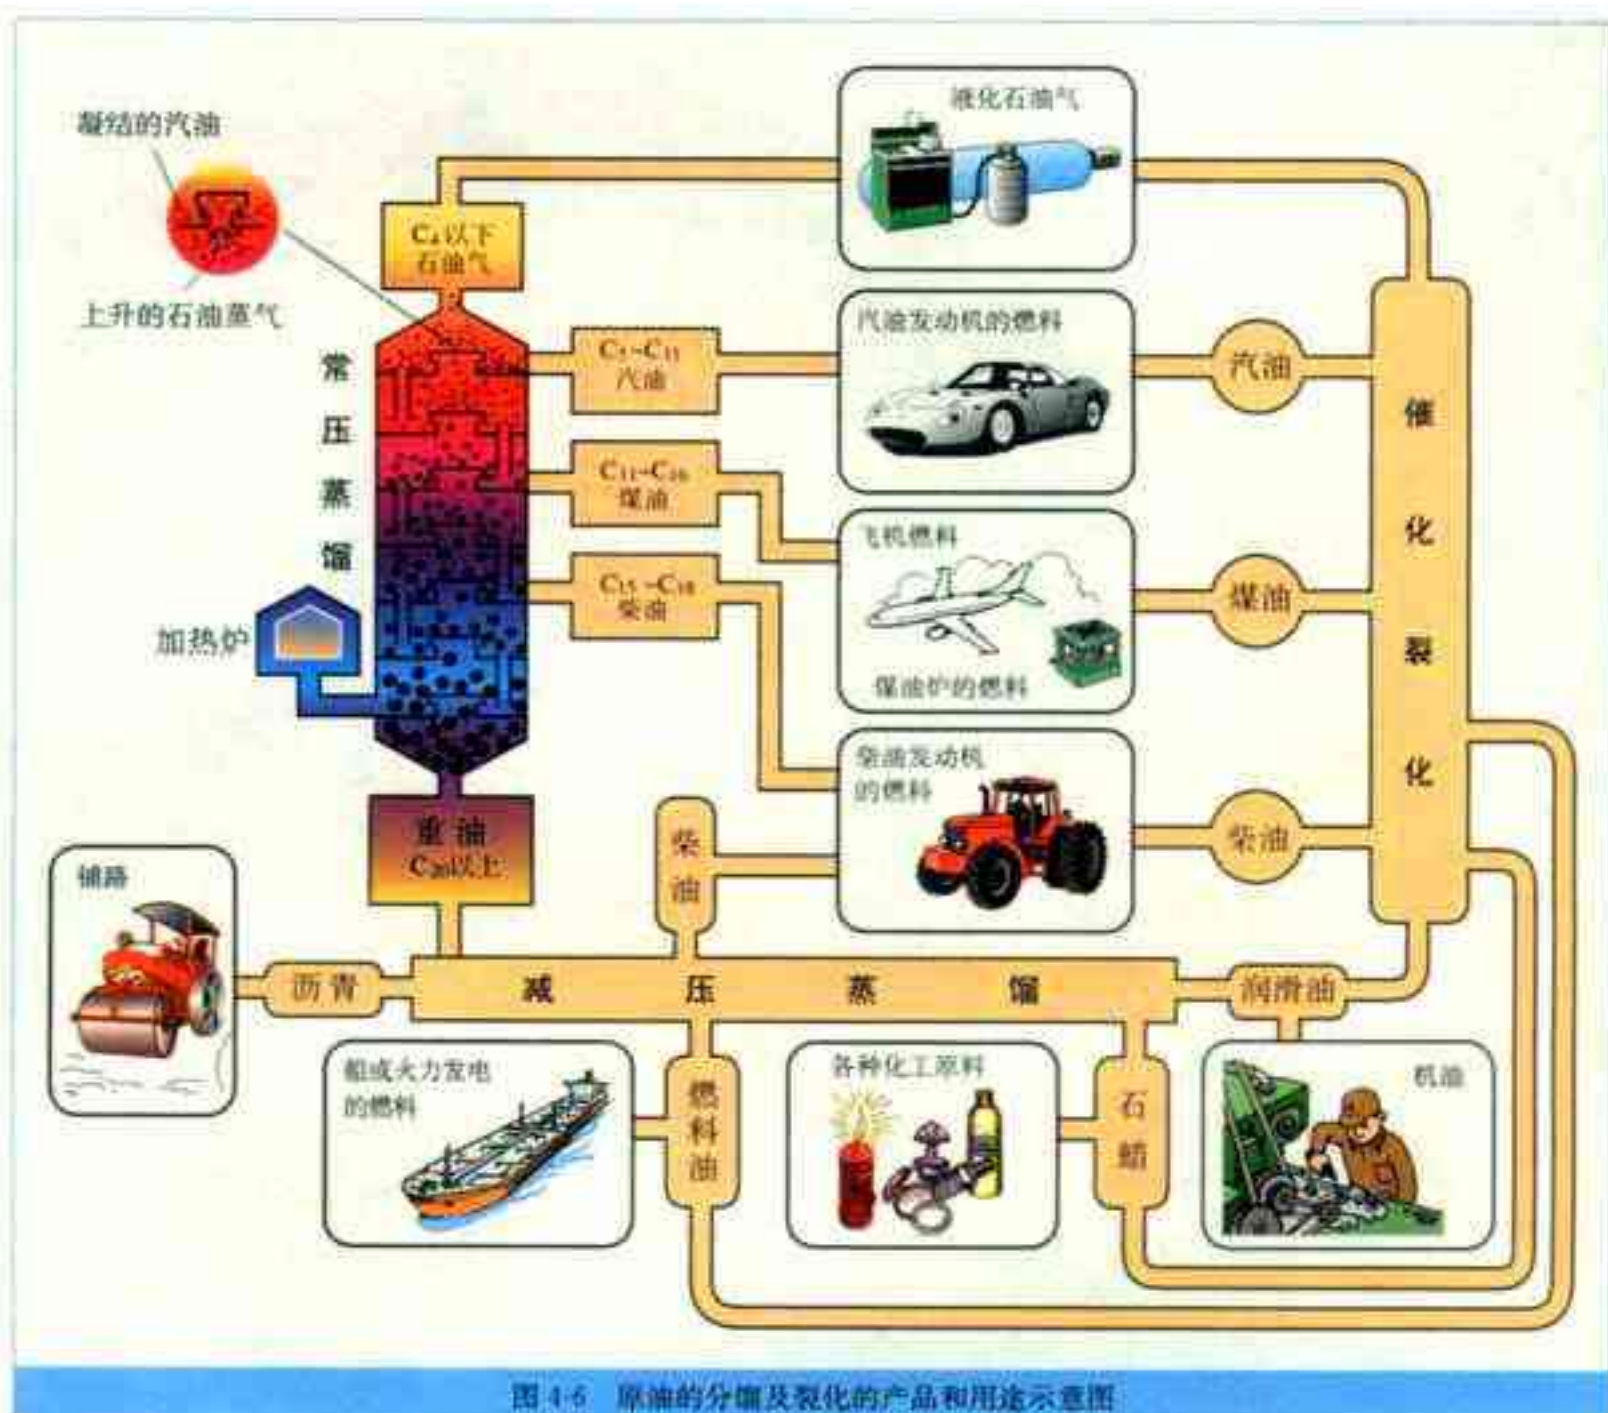 凝结的汽油
上升的石油蒸气
C₄以下
石油气
常压蒸馏
加热炉
C₅~C₁₁
汽油
C₁₁~C₁₆
煤油
C₁₅~C₁₈
柴油
重油
C₂₀以上
液化石油气
汽油发动机的燃料
飞机燃料
煤油炉的燃料
柴油发动机
的燃料
汽油
煤油
柴油
催化裂化
柴油
铺路
沥青
减压蒸馏
润滑油
船或火力发电
的燃料
燃料油
各种化工原料
石蜡
机油
图 4-6 原油的分馏及裂化的产品和用途示意图